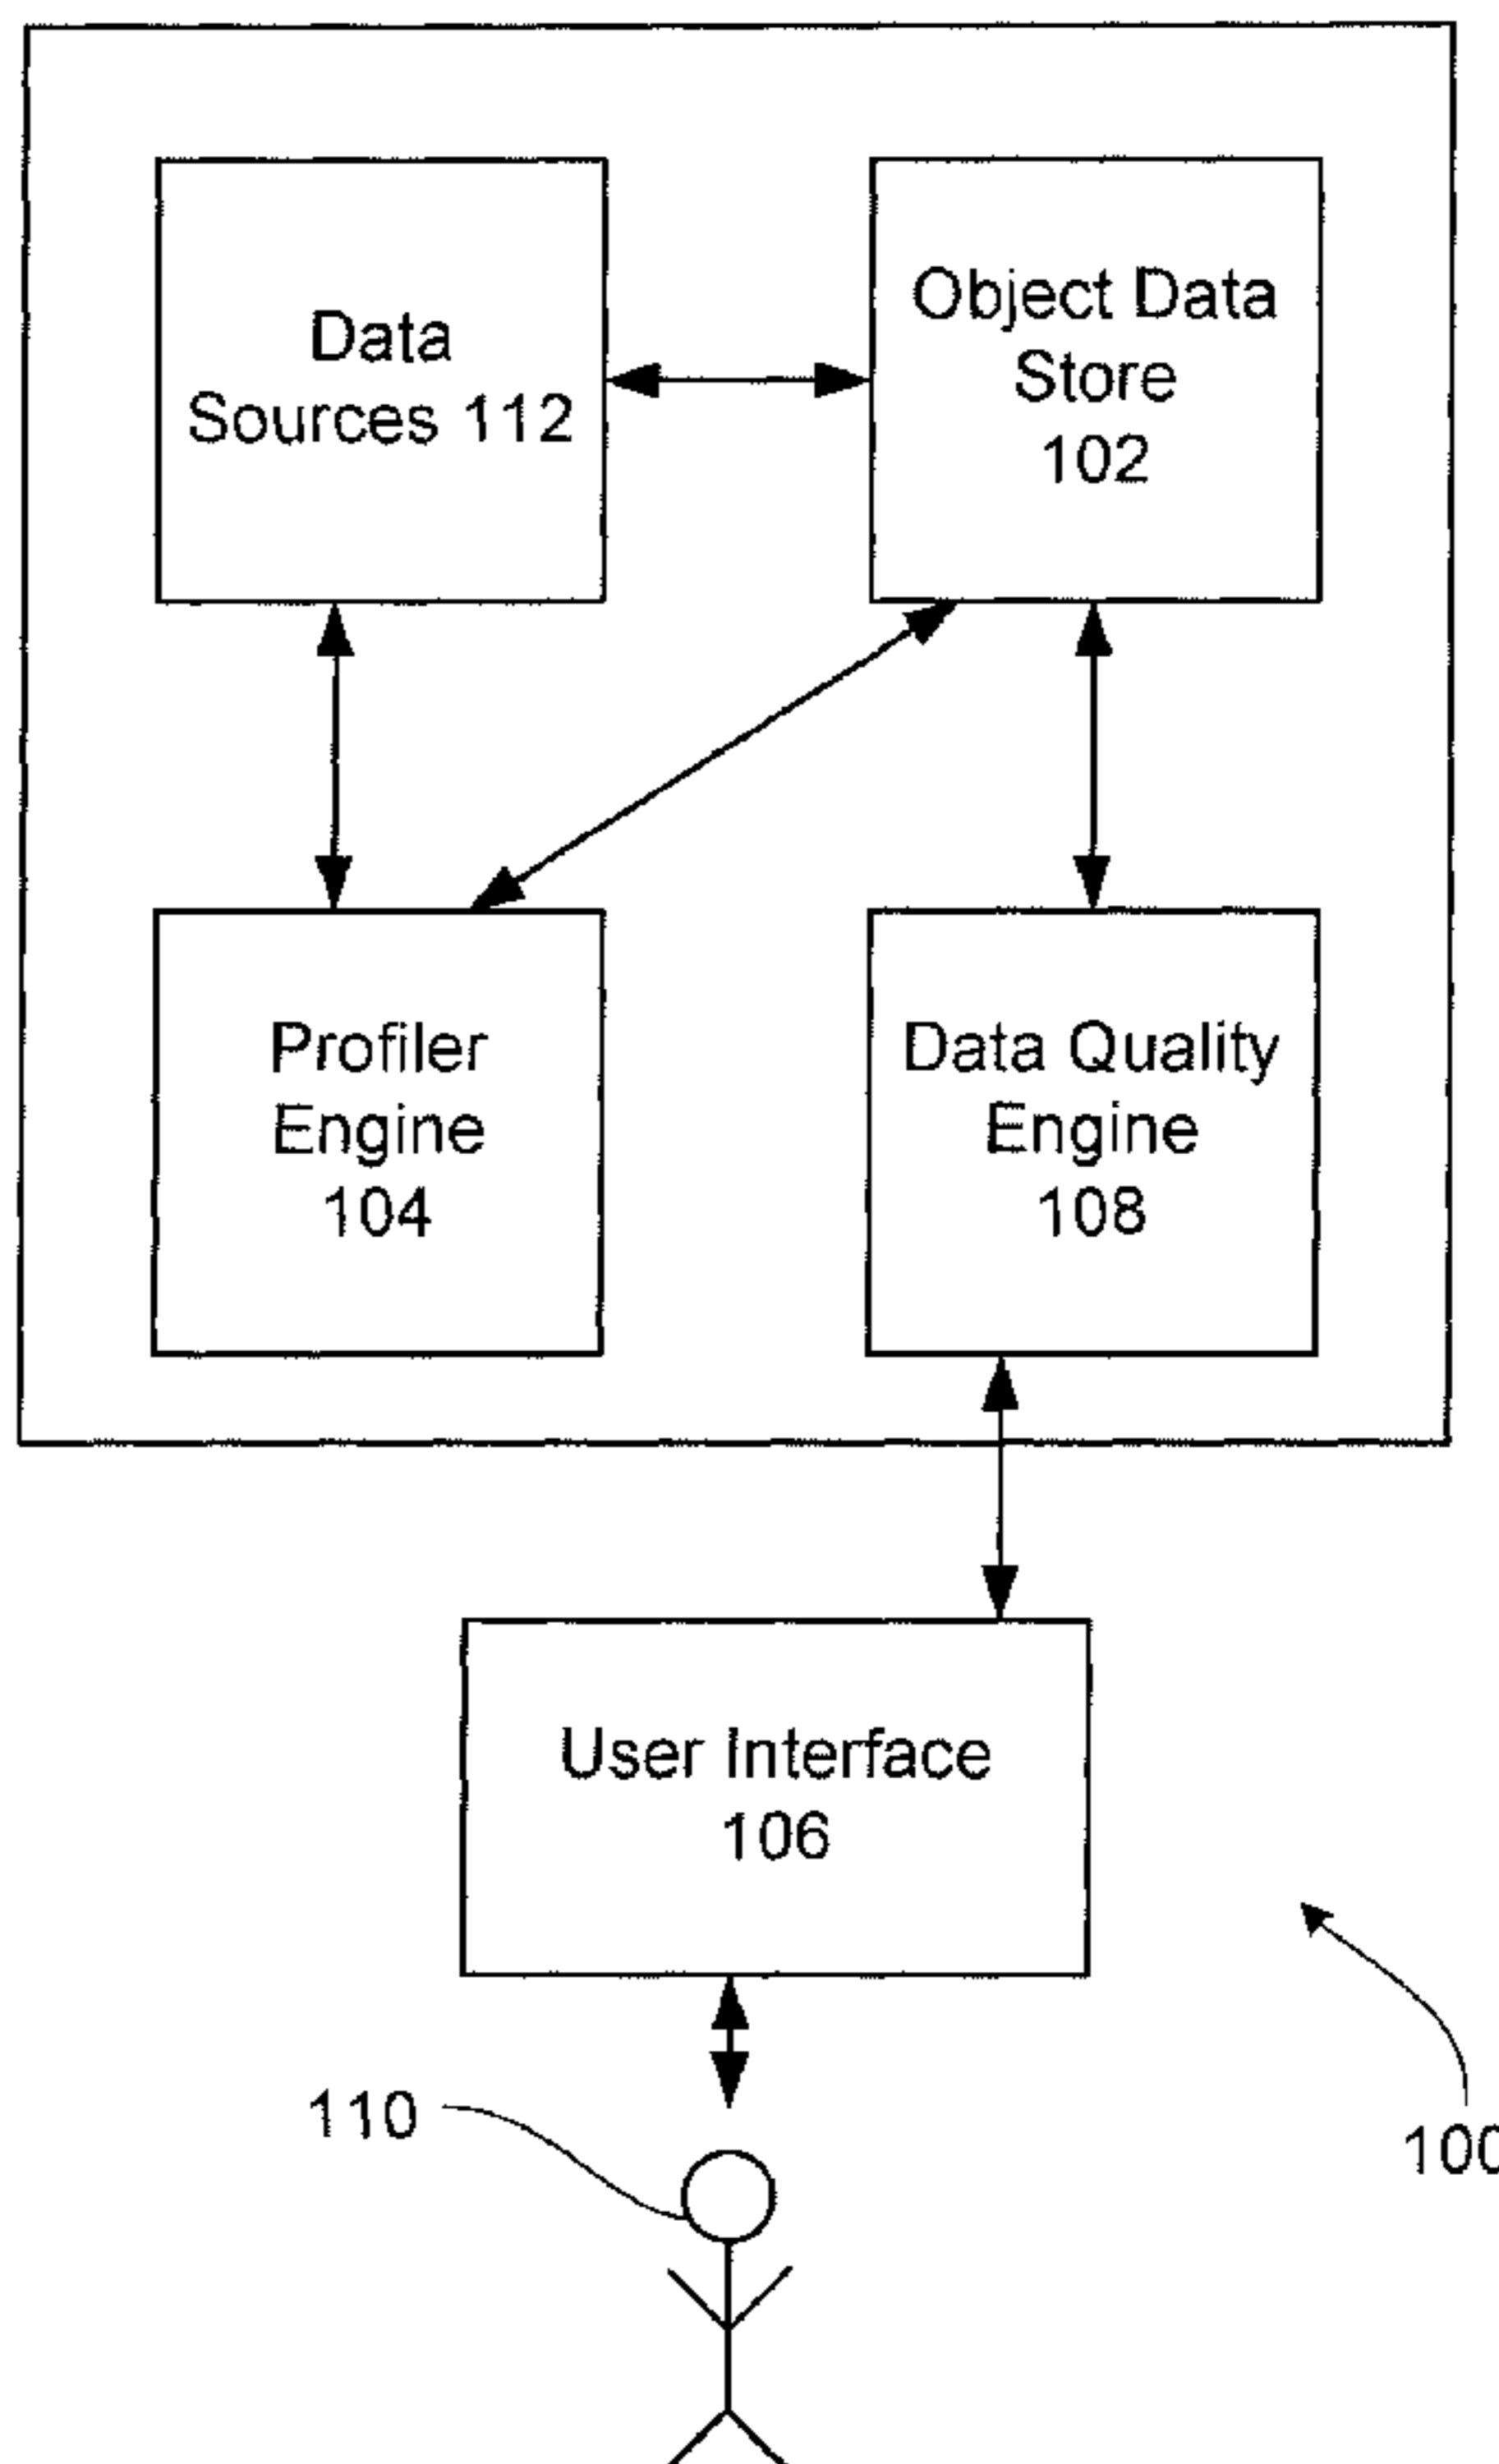 Data
Sources 112
Object Data
Store
102
Profiler
Engine
104
Data Quality
Engine
108
User Interface
106
110
100